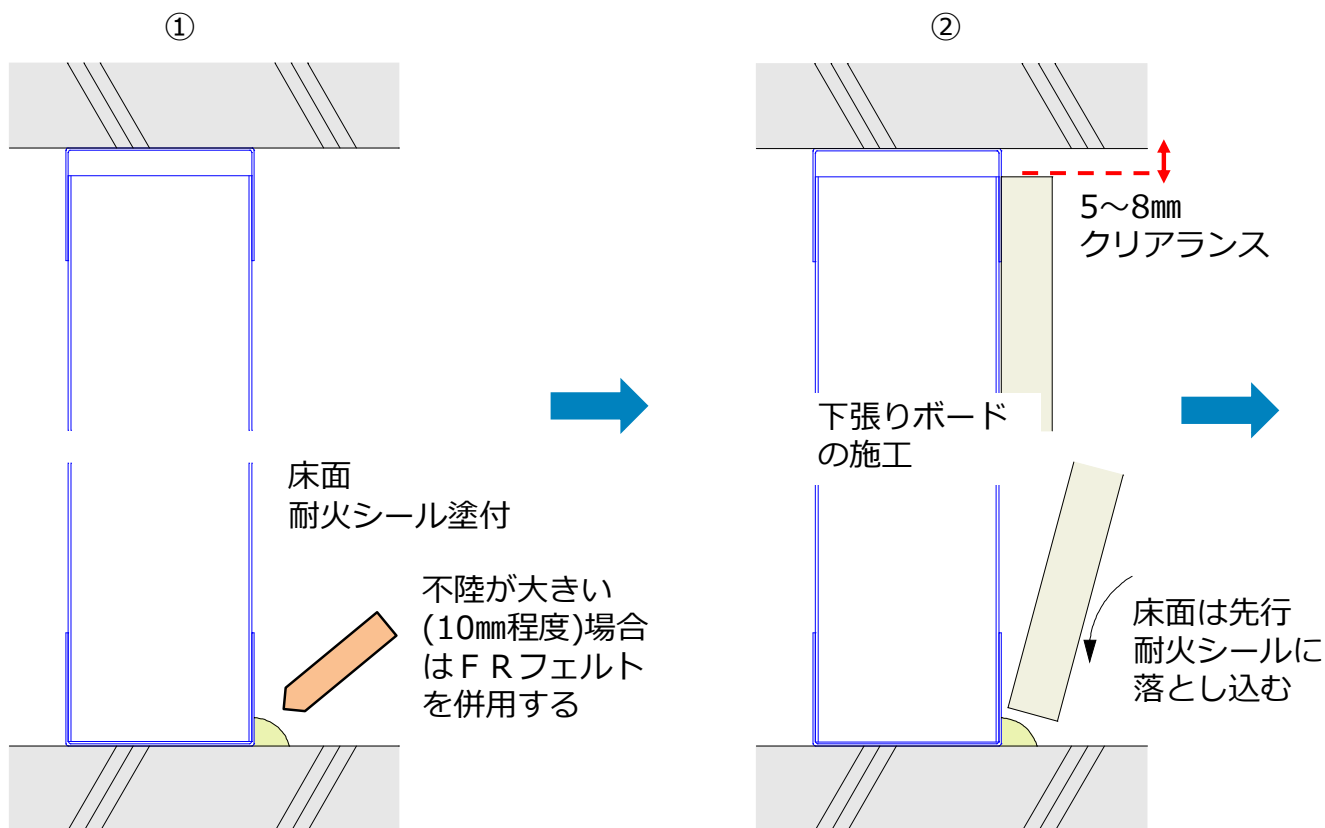 ①
床面
耐火シール塗付
不陸が大きい
(10㎜程度)場合
はＦＲフェルト
を併用する
②
5～8㎜
クリアランス
下張りボード
の施工
床面は先行
耐火シールに
落とし込む